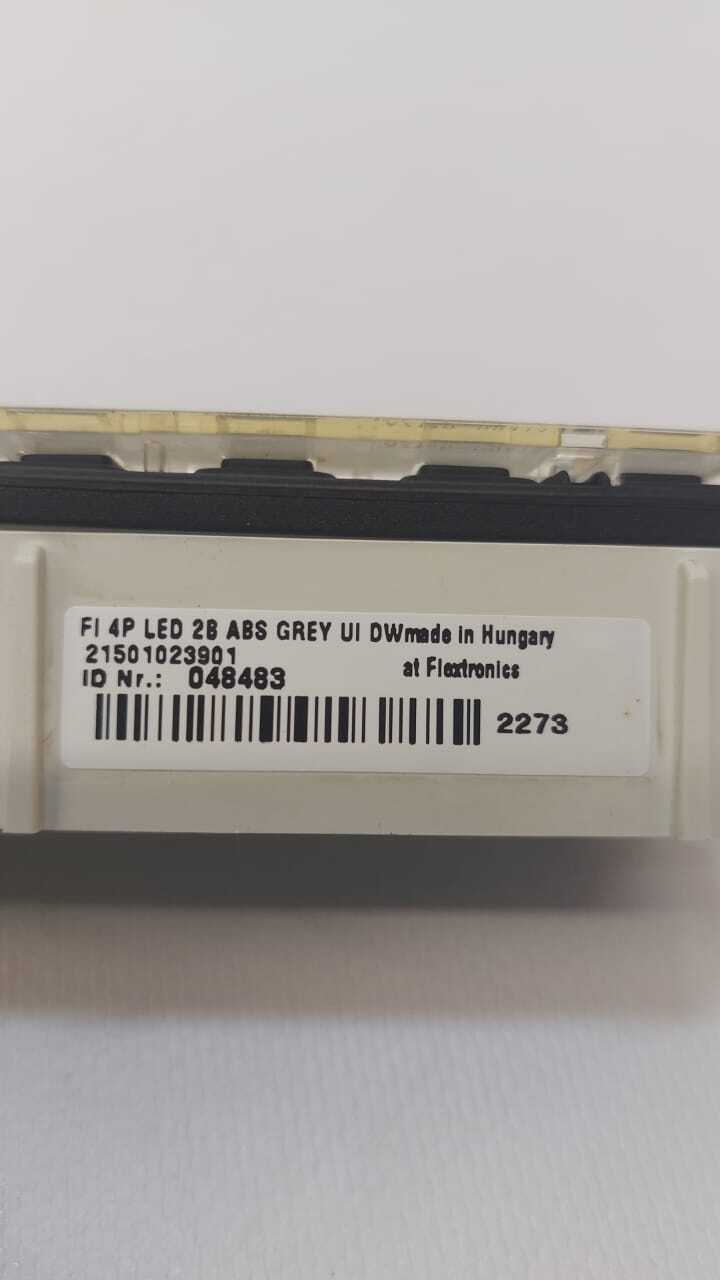 FI 4P LED 2B ABS GREY UI DWmade in Hungary
21501023901 at Flextronics
ID Nr.: 048483
2273